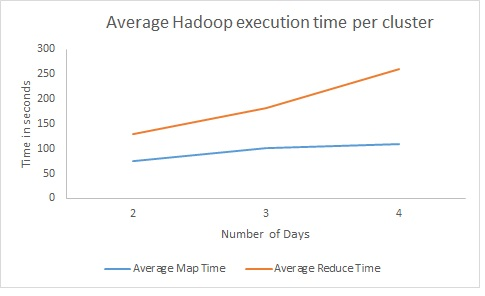 Average Hadoop execution time per cluster
300
250
200
150
100
50
0
Time in seconds
2 3 4
Number of Days
Average Map Time Average Reduce Time